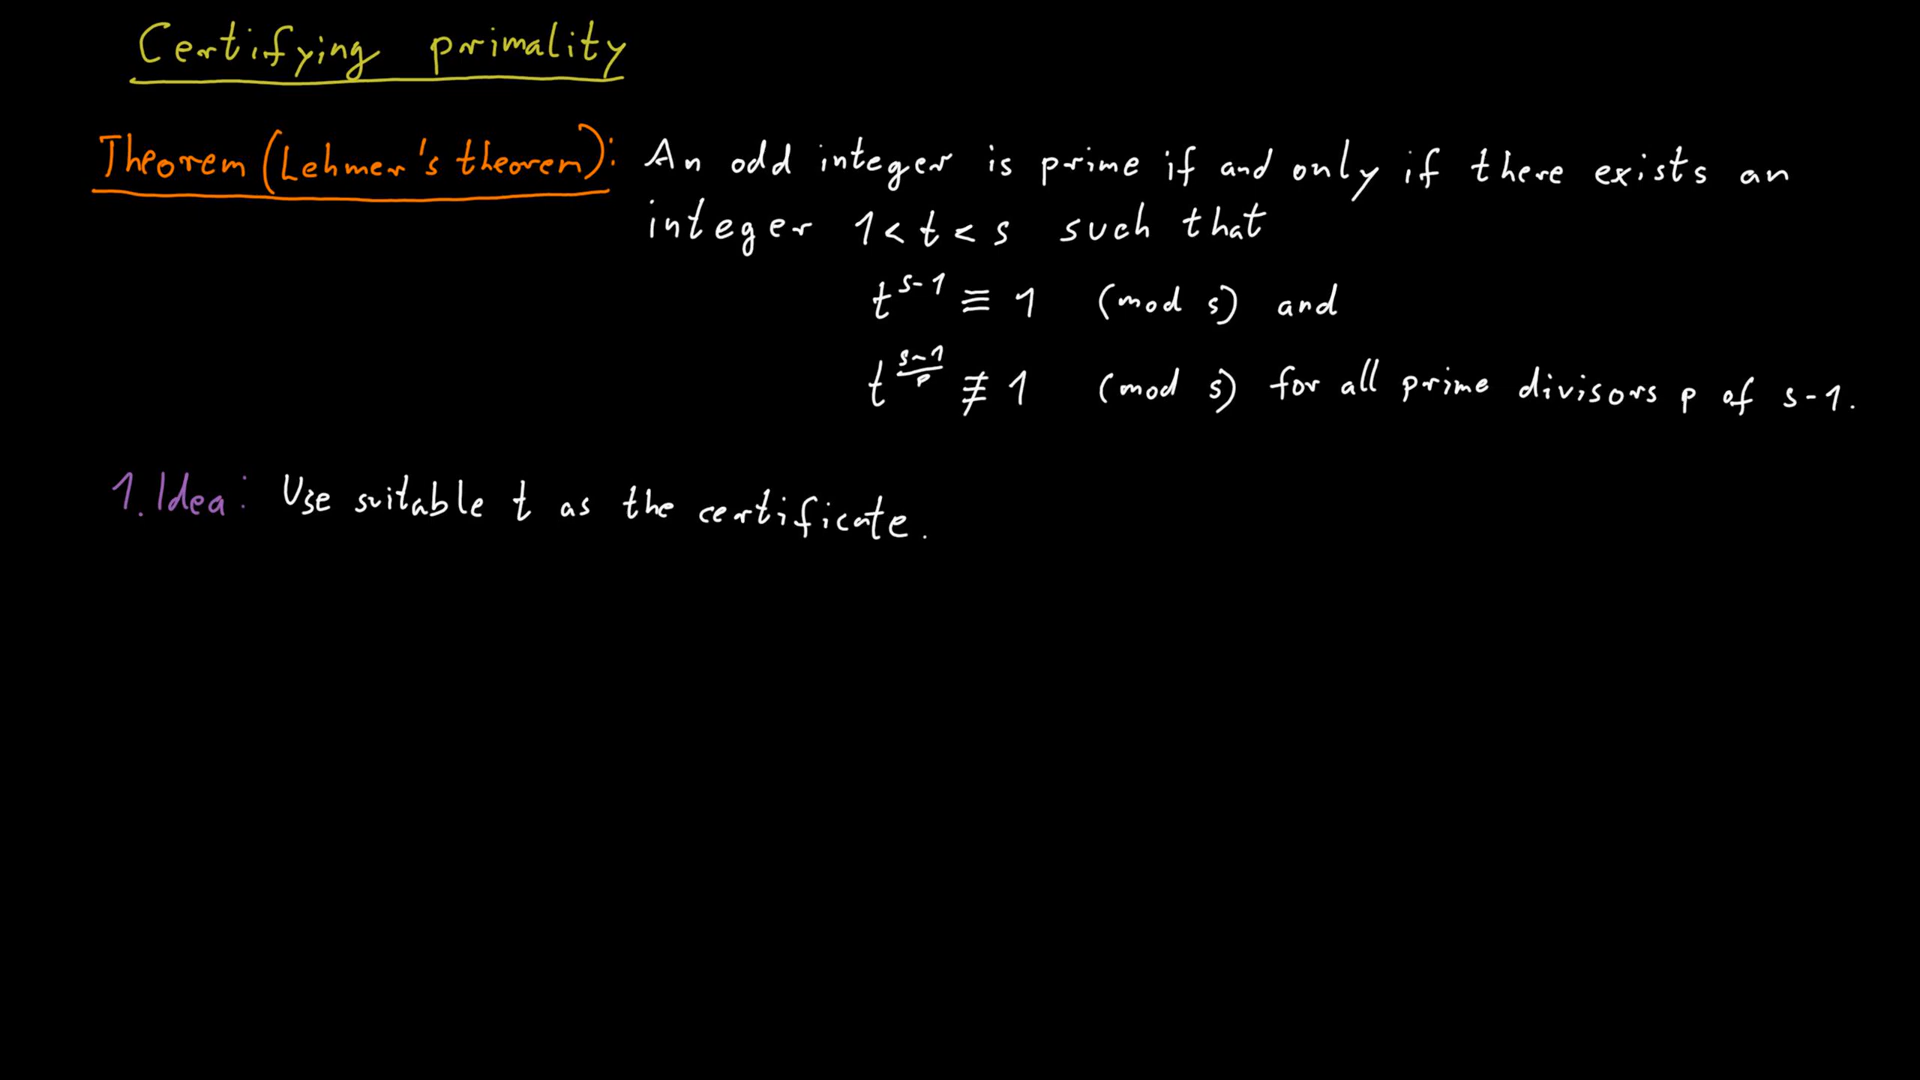 Certifying primality
Theorem (Lehmer's theorem): An odd integer is prime if and only if there exists an
integer 1 < t < s such that
t^{s-1} ≡ 1 (mod s) and
t^{\frac{s-1}{p}} ≢ 1 (mod s) for all prime divisors p of s-1.
1. Idea: Use suitable t as the certificate.